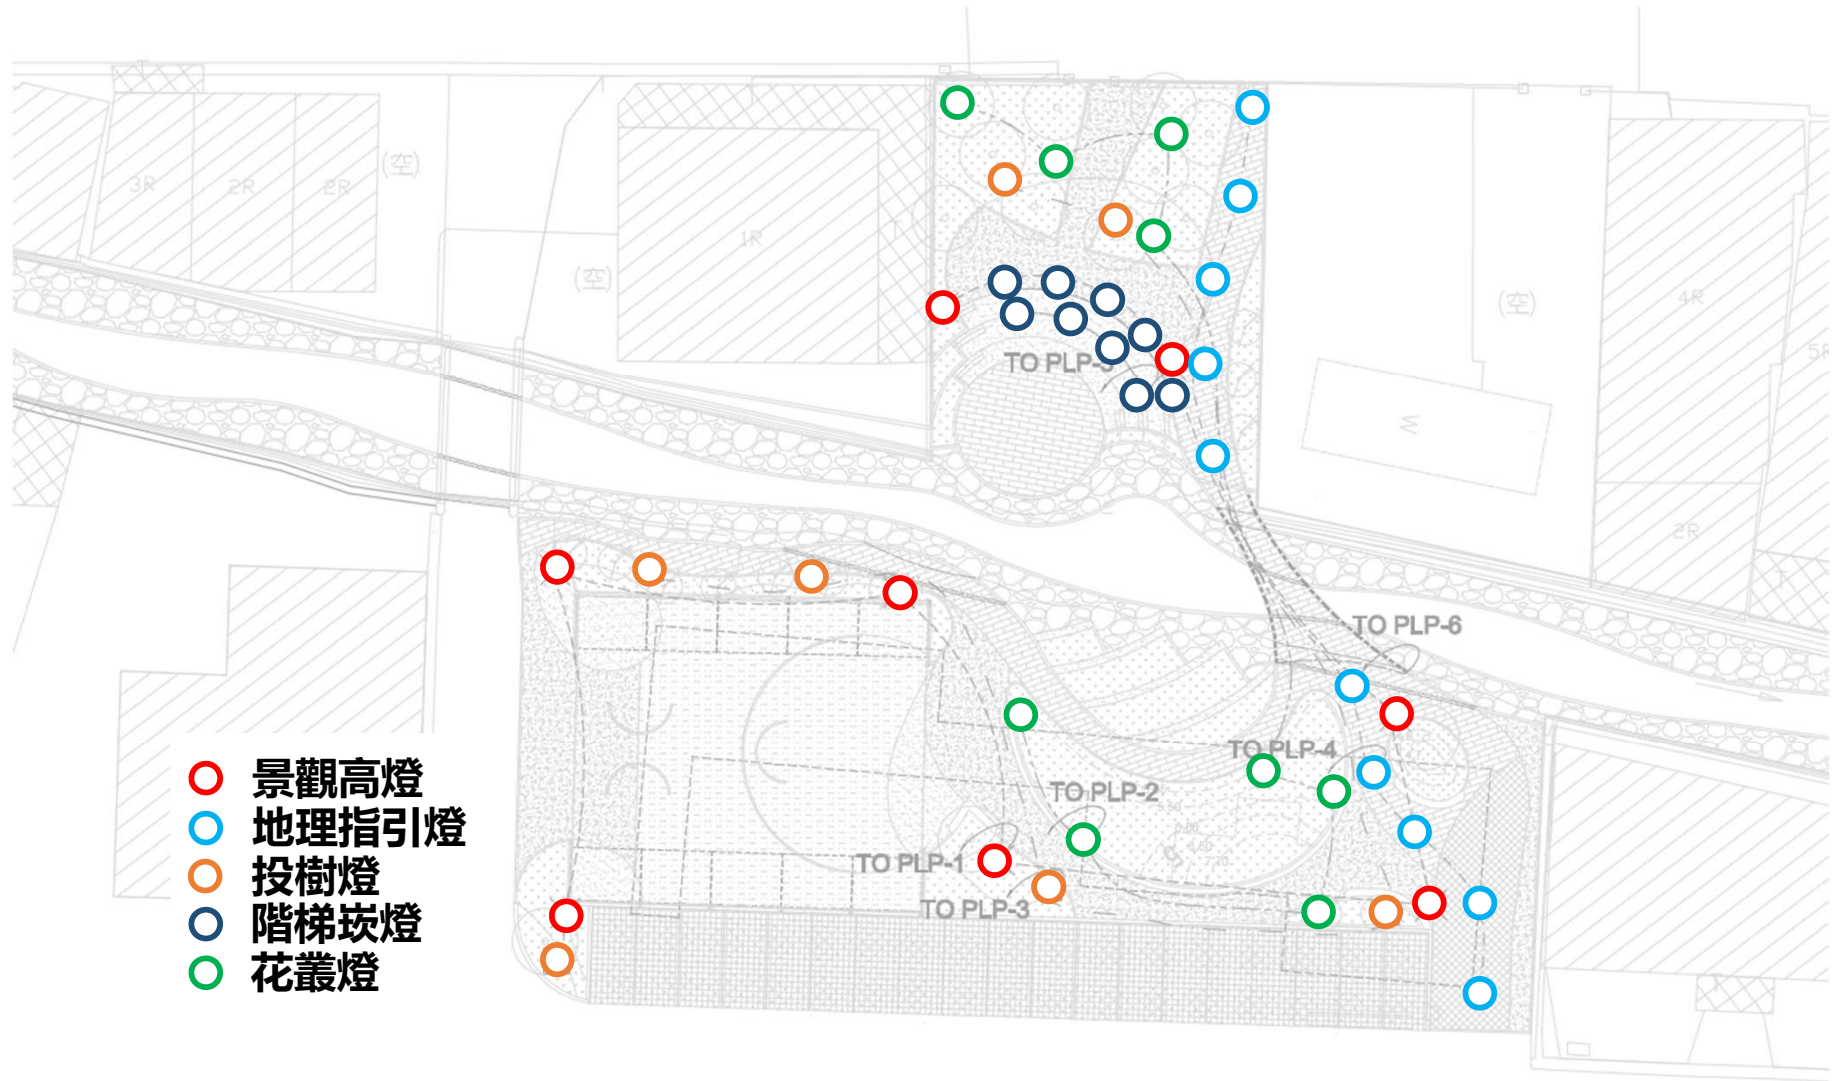 (空)
3R
2R
2R
1R
(空)
4R
(空)
5R
TO PLP-5
2R
TO PLP-6
TO PLP-4
TO PLP-2
TO PLP-1
TO PLP-3
景觀高燈
地理指引燈
投樹燈
階梯崁燈
花叢燈